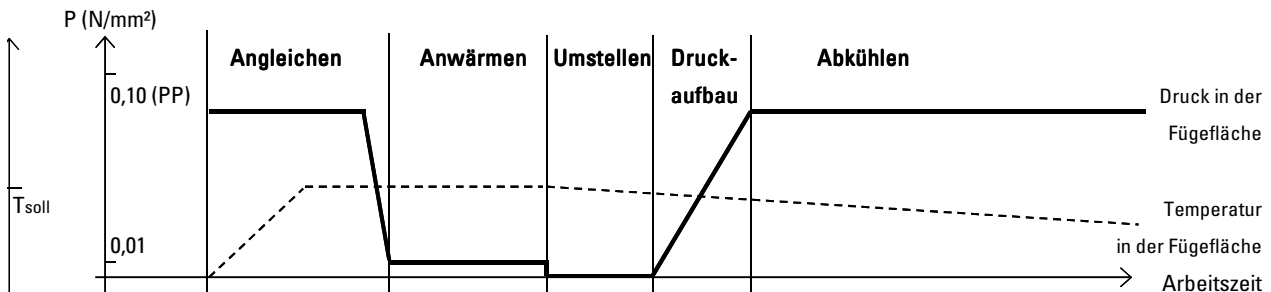 P (N/mm²)
Angleichen
Anwärmen
Umstellen
Druck-
aufbau
Abkühlen
0,10 (PP)
Druck in der
Fügefläche
Tsoll
Temperatur
in der Fügefläche
0,01
Arbeitszeit